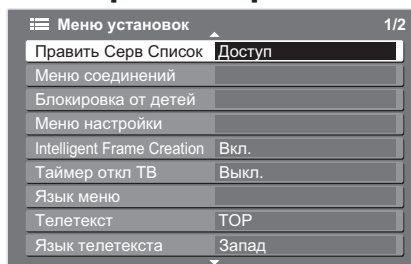 Меню установок 1/2
Править Серв Список Доступ
Меню соединений
Блокировка от детей
Меню настройки
Intelligent Frame Creation Вкл.
Таймер откл ТВ Выкл.
Язык меню
Телетекст TOP
Язык телетекста Запад